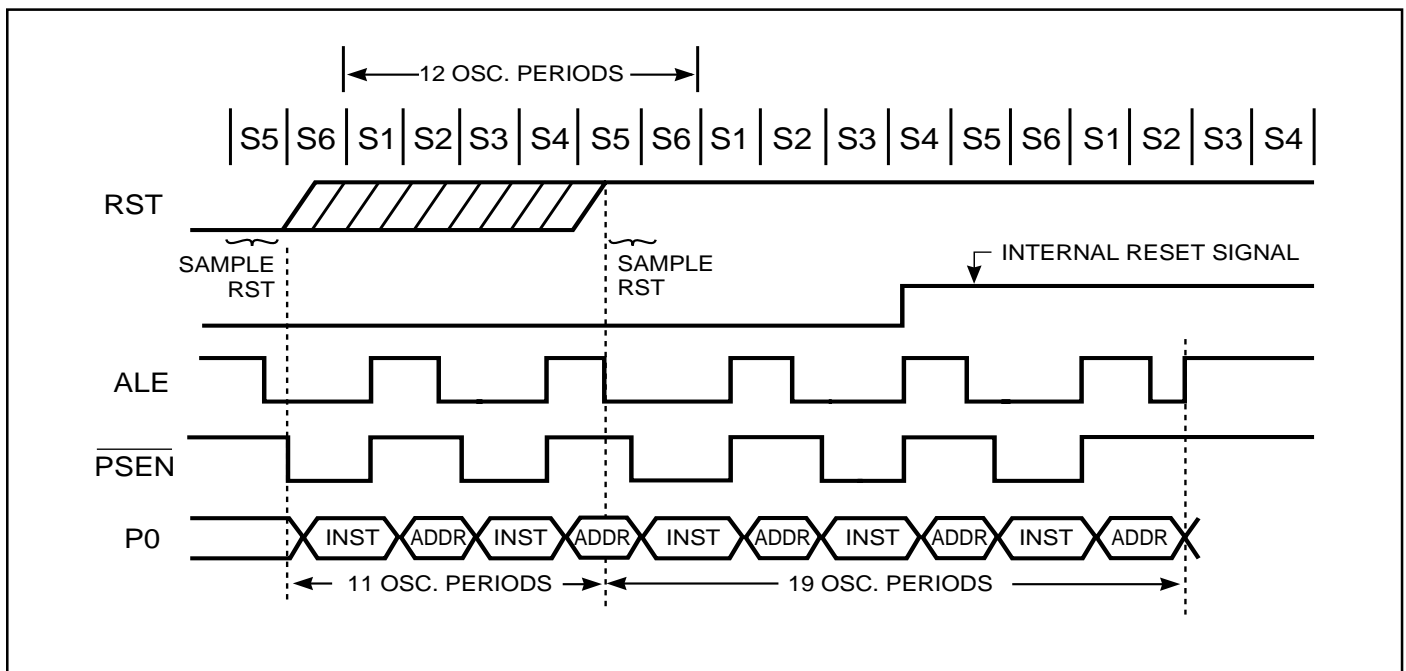 12 OSC. PERIODS
S5 S6 S1 S2 S3 S4 S5 S6 S1 S2 S3 S4 S5 S6 S1 S2 S3 S4
RST
SAMPLE
RST
SAMPLE
RST
INTERNAL RESET SIGNAL
ALE
PSEN
P0
INST ADDR INST ADDR INST ADDR INST ADDR INST ADDR
11 OSC. PERIODS
19 OSC. PERIODS